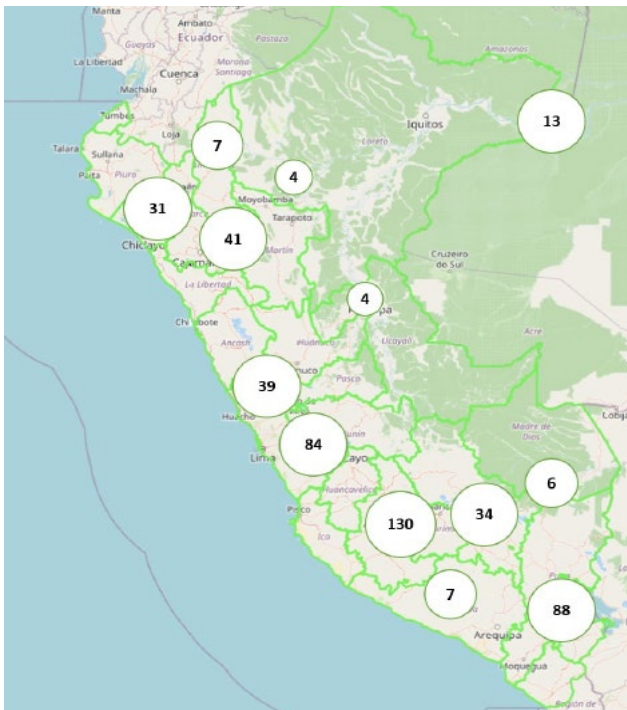 Manta
Ambato
Ecuador
Guayas
Pastaza
Amazonas
La Libertad
Morona
Santiago
Cuenca
Machala
Tumbes
Loja
Iquitos
13
Loreto
Talara
Sullana
7
Piura
Paita
4
31
Moyobamba
Tarapoto
41
Martín
Chiclayo
Cajamar
Cruzeiro
do Sul
La Libertad
4
Acre
Chimbote
Ancash
Huánuco
Ucayali
39
Pasco
Huacho
Cobija
84
Madre de
Dios
Lima
Huancavelica
6
Pisco
34
130
Ica
7
88
Arequipa
Moquegua
Región de